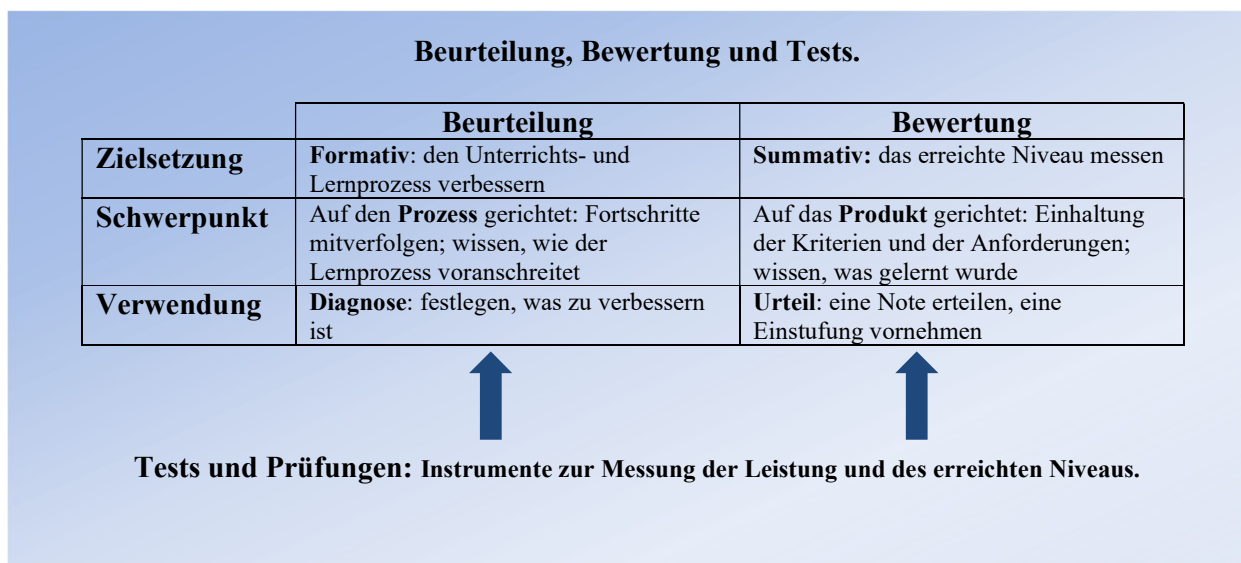 Beurteilung, Bewertung und Tests.
Beurteilung
Bewertung
Zielsetzung
Formativ: den Unterrichts- und
Lernprozess verbessern
Summativ: das erreichte Niveau messen
Schwerpunkt
Auf den Prozess gerichtet: Fortschritte
mitverfolgen; wissen, wie der
Lernprozess voranschreitet
Auf das Produkt gerichtet: Einhaltung
der Kriterien und der Anforderungen;
wissen, was gelernt wurde
Verwendung
Diagnose: festlegen, was zu verbessern
ist
Urteil: eine Note erteilen, eine
Einstufung vornehmen
Tests und Prüfungen: Instrumente zur Messung der Leistung und des erreichten Niveaus.